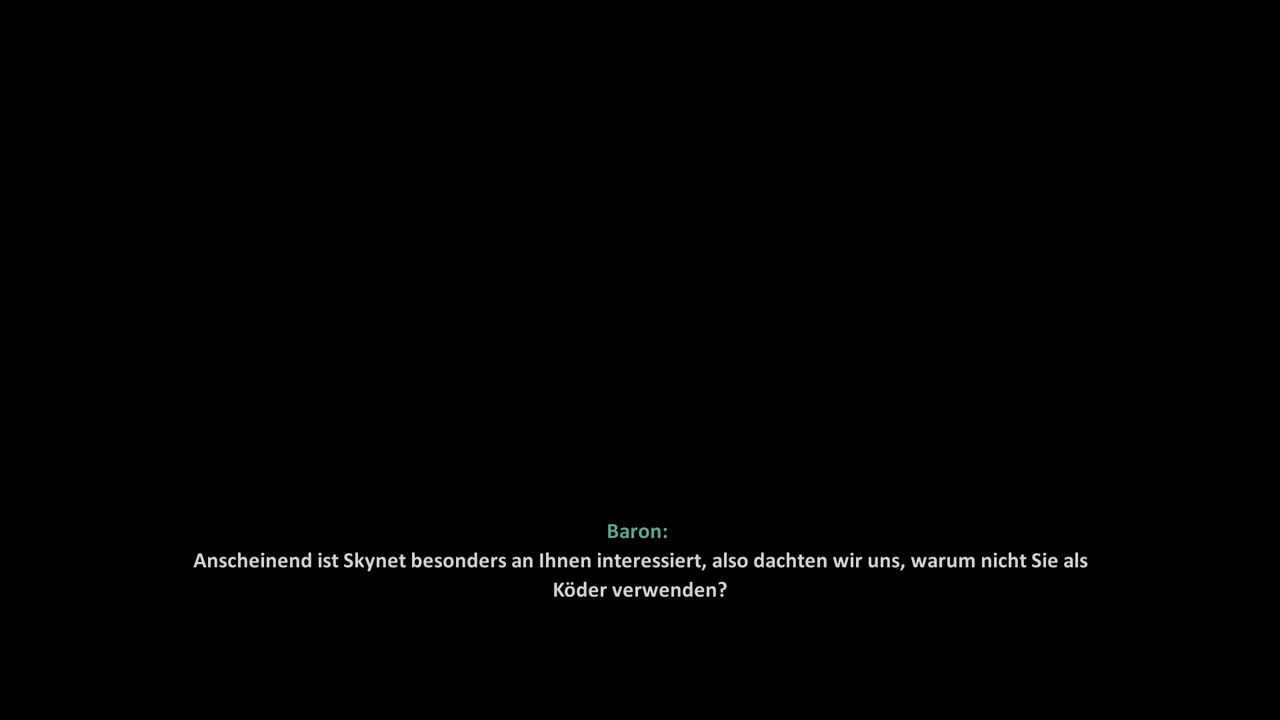 Baron:
Anscheinend ist Skynet besonders an Ihnen interessiert, also dachten wir uns, warum nicht Sie als
Köder verwenden?